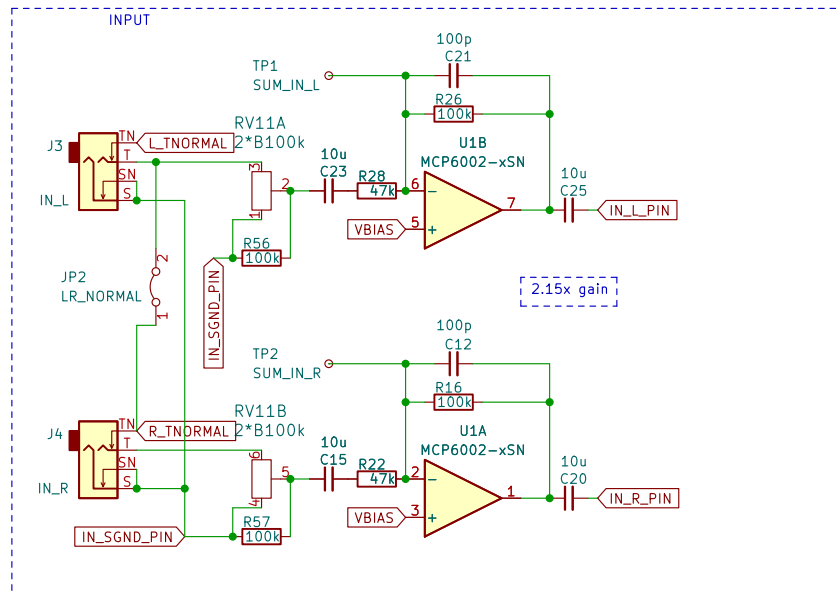 INPUT
100p
C21
TP1
SUM_IN_L
R26
100k
RV11A
2*B100k
J3
TN
L_TNORMAL
T
SN
S
IN_L
3
2
1
10u
C23
R28
47k
U1B
MCP6002-xSN
6
5
7
VBIAS
10u
C25
IN_L_PIN
R56
100k
IN_SGND_PIN
JP2
LR_NORMAL
2
1
2.15x gain
100p
C12
TP2
SUM_IN_R
R16
100k
RV11B
2*B100k
J4
TN
R_TNORMAL
T
SN
S
IN_R
6
5
4
10u
C15
R22
47k
U1A
MCP6002-xSN
2
3
1
VBIAS
10u
C20
IN_R_PIN
R57
100k
IN_SGND_PIN